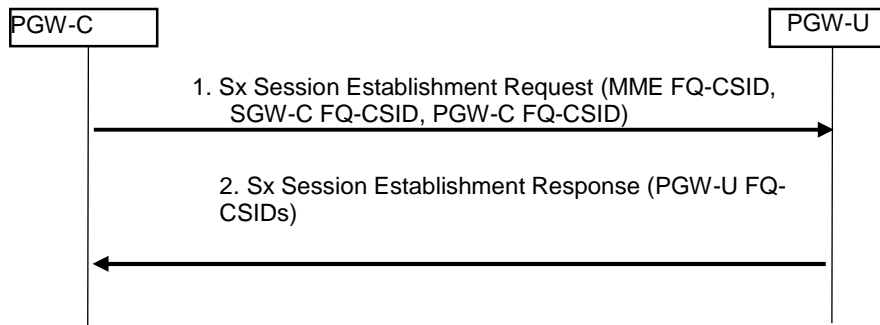 PGW-C
PGW-U
1. Sx Session Establishment Request (MME FQ-CSID,
SGW-C FQ-CSID, PGW-C FQ-CSID)
2. Sx Session Establishment Response (PGW-U FQ-
CSIDs)